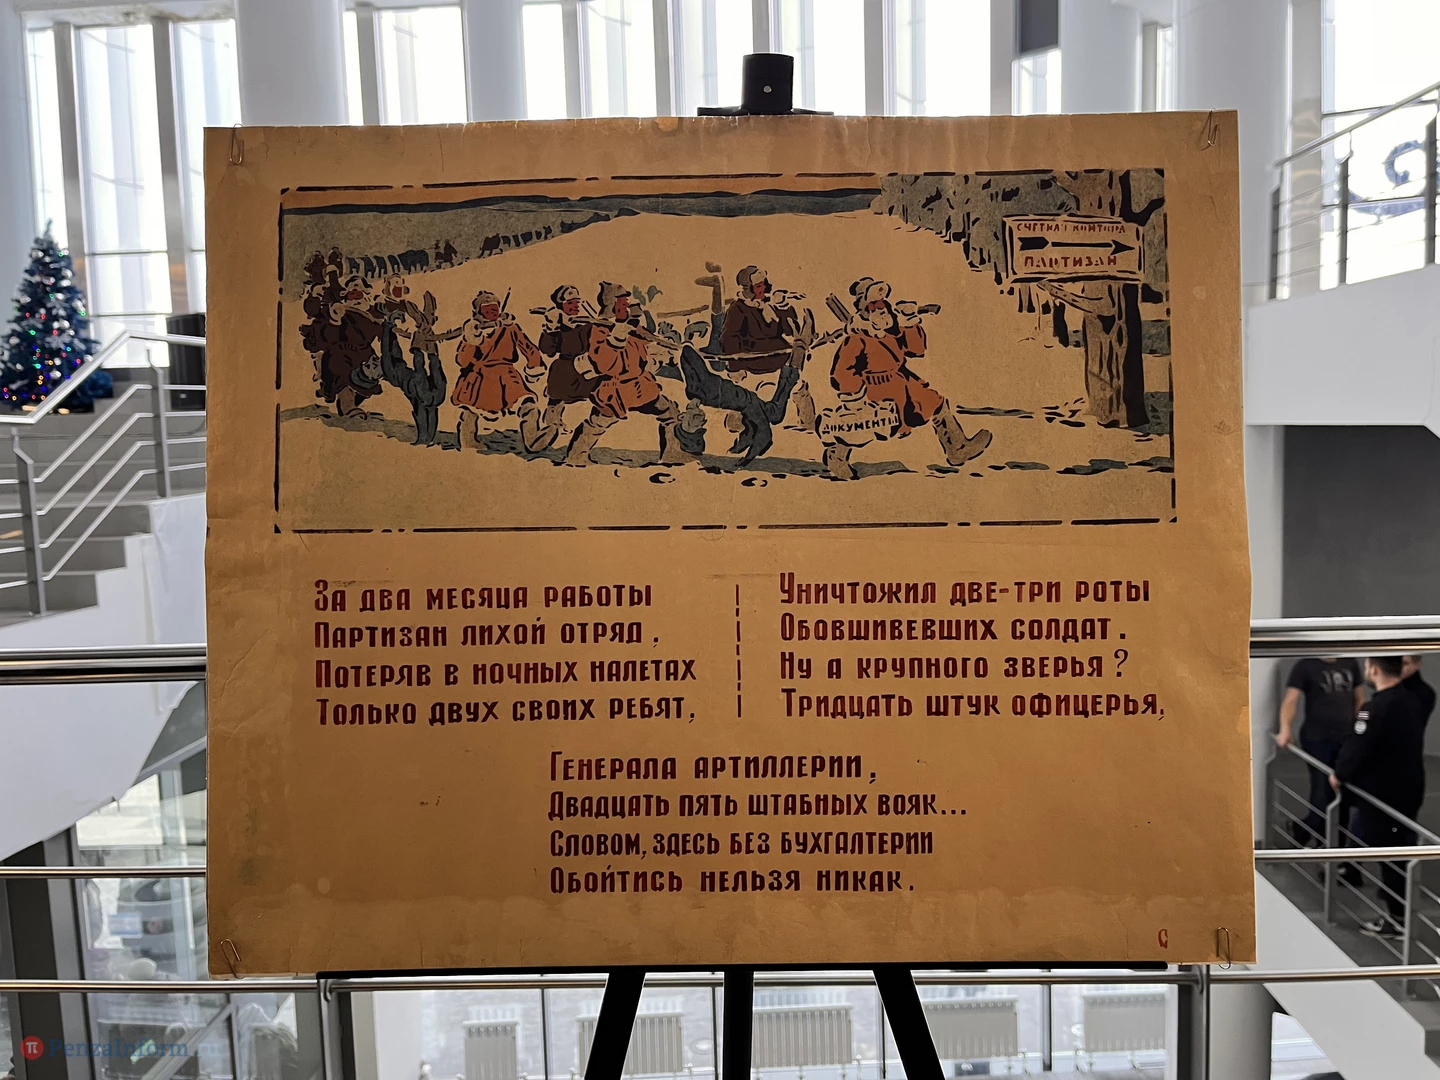 СЧЕТНАЯ КОНТОРА
ПАРТИЗАН
ДОКУМЕНТЫ
За два месяца работы
Партизан лихой отряд,
Потеряв в ночных налетах
Только двух своих ребят,
Уничтожил две-три роты
Обовшивевших солдат.
Ну а крупного зверья?
Тридцать штук офицерья,
Генерала артиллерии,
Двадцать пять штабных вояк...
Словом, здесь без бухгалтерии
Обойтись нельзя никак.
С
π PenzaInform